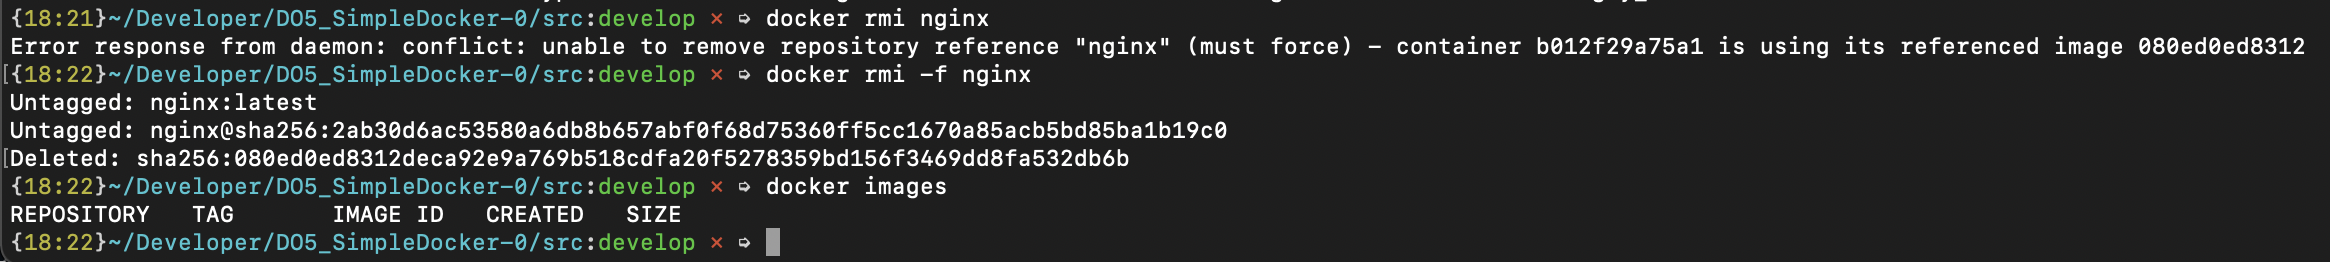 {18:21}~/Developer/DO5_SimpleDocker-0/src:develop × ➭ docker rmi nginx
Error response from daemon: conflict: unable to remove repository reference "nginx" (must force) - container b012f29a75a1 is using its referenced image 080ed0ed8312
[{18:22}~/Developer/DO5_SimpleDocker-0/src:develop × ➭ docker rmi -f nginx
Untagged: nginx:latest
Untagged: nginx@sha256:2ab30d6ac53580a6db8b657abf0f68d75360ff5cc1670a85acb5bd85ba1b19c0
[Deleted: sha256:080ed0ed8312deca92e9a769b518cdfa20f5278359bd156f3469dd8fa532db6b
{18:22}~/Developer/DO5_SimpleDocker-0/src:develop × ➭ docker images
REPOSITORY   TAG       IMAGE ID   CREATED   SIZE
{18:22}~/Developer/DO5_SimpleDocker-0/src:develop × ➭